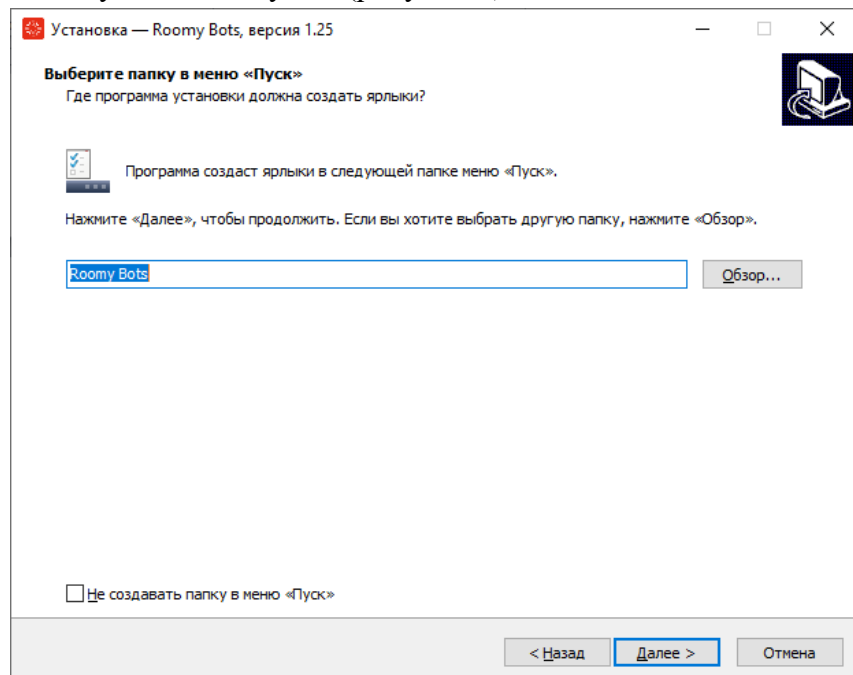 Установка — Roomy Bots, версия 1.25
Выберите папку в меню «Пуск»
Где программа установки должна создать ярлыки?
Программа создаст ярлыки в следующей папке меню «Пуск».
Нажмите «Далее», чтобы продолжить. Если вы хотите выбрать другую папку, нажмите «Обзор».
Roomy Bots
Обзор...
Не создавать папку в меню «Пуск»
< Назад
Далее >
Отмена